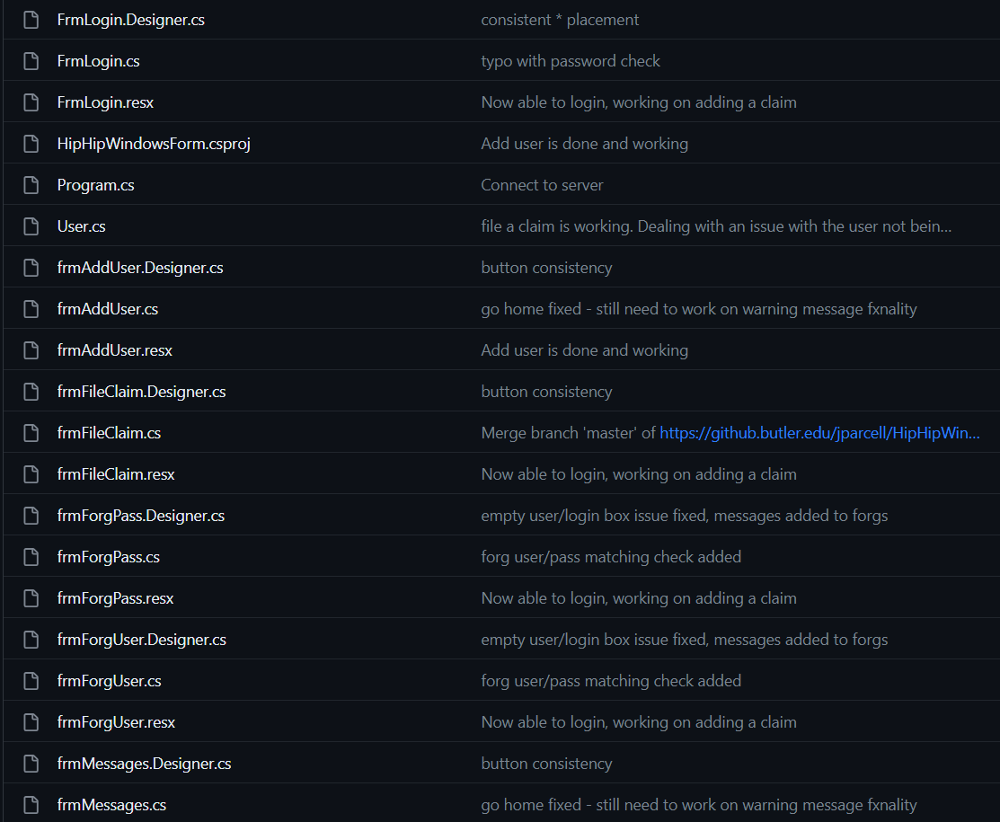 FrmLogin.Designer.cs consistent * placement
FrmLogin.cs typo with password check
FrmLogin.resx Now able to login, working on adding a claim
HipHipWindowsForm.csproj Add user is done and working
Program.cs Connect to server
User.cs file a claim is working. Dealing with an issue with the user not bein...
frmAddUser.Designer.cs button consistency
frmAddUser.cs go home fixed - still need to work on warning message fxnality
frmAddUser.resx Add user is done and working
frmFileClaim.Designer.cs button consistency
frmFileClaim.cs Merge branch 'master' of https://github.butler.edu/jparcell/HipHipWin...
frmFileClaim.resx Now able to login, working on adding a claim
frmForgPass.Designer.cs empty user/login box issue fixed, messages added to forgs
frmForgPass.cs forg user/pass matching check added
frmForgPass.resx Now able to login, working on adding a claim
frmForgUser.Designer.cs empty user/login box issue fixed, messages added to forgs
frmForgUser.cs forg user/pass matching check added
frmForgUser.resx Now able to login, working on adding a claim
frmMessages.Designer.cs button consistency
frmMessages.cs go home fixed - still need to work on warning message fxnality